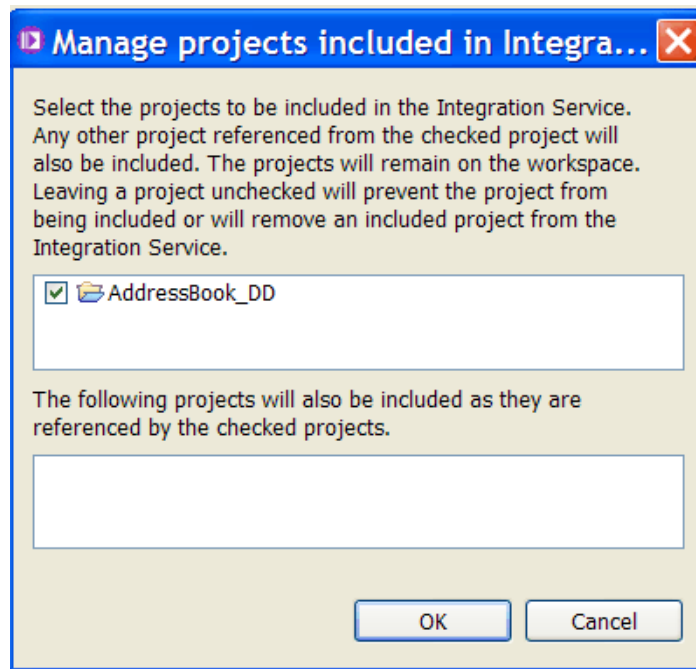 Manage projects included in Integra...
Select the projects to be included in the Integration Service.
Any other project referenced from the checked project will
also be included. The projects will remain on the workspace.
Leaving a project unchecked will prevent the project from
being included or will remove an included project from the
Integration Service.
AddressBook_DD
The following projects will also be included as they are
referenced by the checked projects.
OK
Cancel